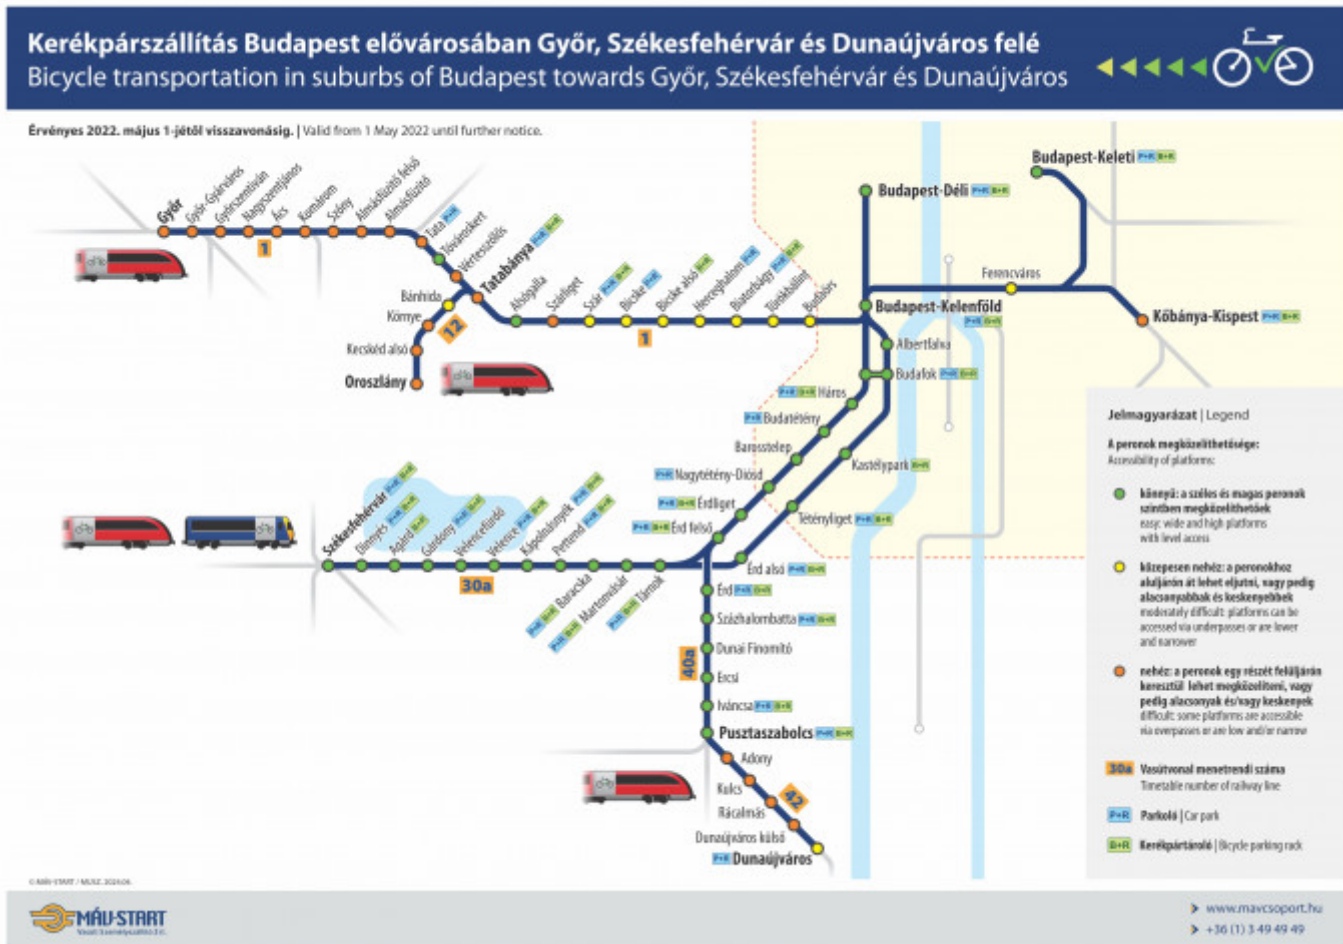 Kerékpárszállítás Budapest elővárosában Győr, Székesfehérvár és Dunaújváros felé
Bicycle transportation in suburbs of Budapest towards Győr, Székesfehérvár és Dunaújváros
Érvényes 2022. május 1-jétől visszavonásig. | Valid from 1 May 2022 until further notice.
Győr
Győr-Gyárváros
Győrszentiván
Nagyszentjános
Ács
Komárom
Szőny
Almásfüzitő felső
Almásfüzitő
Tata P+R
Tóvároskert
Vértesszőlős
Tatabánya P+R B+R
1
Alsógalla
Szárliget
Szár P+R B+R
Bicske P+R
Bicske alsó B+R
Herceghalom P+R
Biatorbágy P+R B+R
Törökbálint
Budaörs
1
Bánhida
Környe
12
Kecskéd alsó
Oroszlány
Budapest-Keleti P+R B+R
Budapest-Déli P+R B+R
Ferencváros
Budapest-Kelenföld
P+R B+R
Kőbánya-Kispest P+R B+R
Albertfalva
Budafok P+R B+R
P+R B+R Háros
P+R Budatétény
Barosstelep
Kastélypark B+R
P+R Nagytétény-Diósd
P+R B+R Érdliget
Tétényliget P+R B+R
P+R B+R Érd felső
Érd alsó P+R B+R
Székesfehérvár P+R B+R
Dinnyés P+R B+R
Agárd B+R
Gárdony P+R B+R
Velencefürdő
Velence P+R B+R
Kápolnásnyék P+R B+R
Pettend P+R B+R
30a
P+R B+R Baracska
P+R B+R Martonvásár
P+R B+R Tárnok
Érd P+R B+R
Százhalombatta P+R B+R
Dunai Finomító
40a
Ercsi
Iváncsa P+R B+R
Pusztaszabolcs P+R B+R
Adony
Kulcs
42
Rácalmás
Dunaújváros külső
P+R Dunaújváros
Jelmagyarázat | Legend
A peronok megközelíthetősége:
Accessibility of platforms:
könnyű: a széles és magas peronok
szintben megközelíthetőek
easy: wide and high platforms
with level access
közepesen nehéz: a peronokhoz
aluljárón át lehet eljutni, vagy pedig
alacsonyabbak és keskenyebbek
moderately difficult: platforms can be
accessed via underpasses or are lower
and narrower
nehéz: a peronok egy részét felüljárón
keresztül lehet megközelíteni, vagy
pedig alacsonyak és/vagy keskenyek
difficult: some platforms are accessible
via overpasses or are low and/or narrow
30a Vasútvonal menetrendi száma
Timetable number of railway line
P+R Parkoló | Car park
B+R Kerékpártároló | Bicycle parking rack
MÁV-START
www.mavcsoport.hu
+36 (1) 3 49 49 49